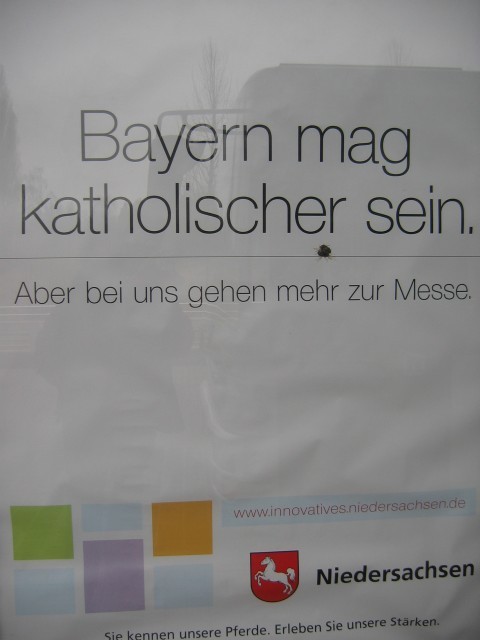 Bayern mag
katholischer sein.
Aber bei uns gehen mehr zur Messe.
www.innovatives.niedersachsen.de
Niedersachsen
Sie kennen unsere Pferde. Erleben Sie unsere Stärken.